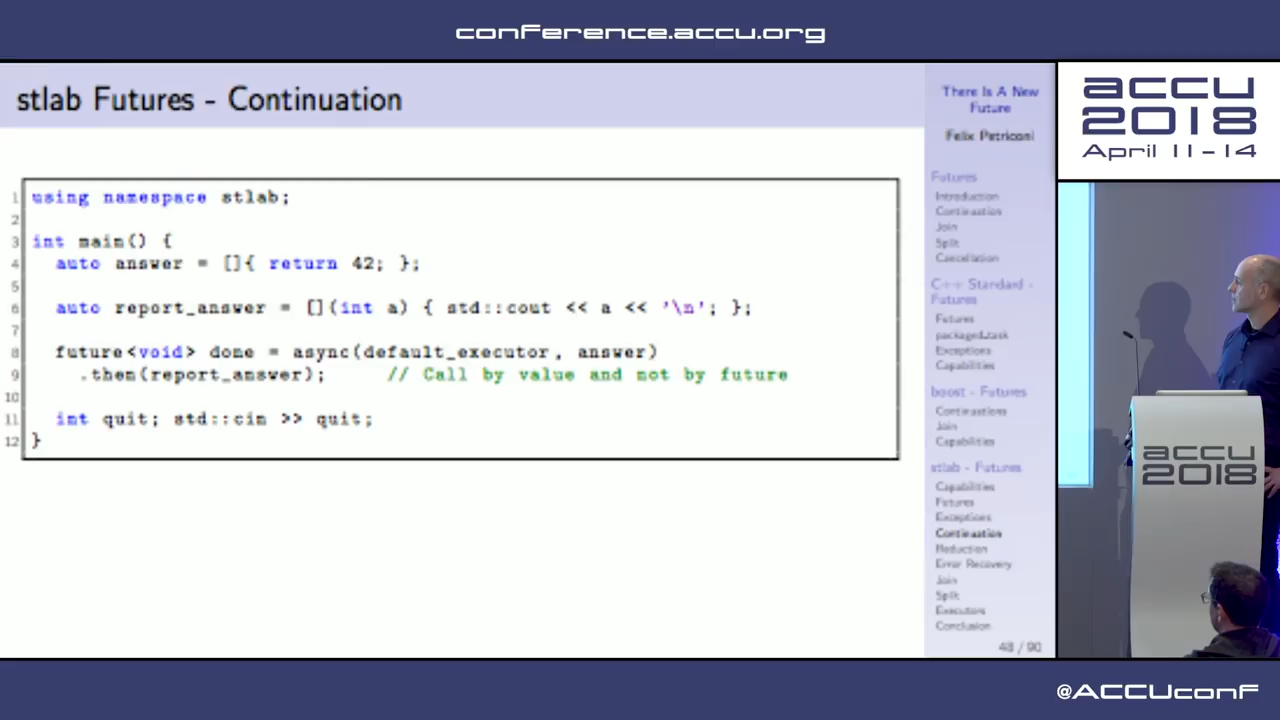 conference.accu.org
stlab Futures - Continuation
1 using namespace stlab;
2
3 int main() {
4 auto answer = []{ return 42; };
5
6 auto report_answer = [](int a) { std::cout << a << '\n'; };
7
8 future<void> done = async(default_executor, answer)
9 .then(report_answer); // Call by value and not by future
10
11 int quit; std::cin >> quit;
12 }
There Is A New
Future
Felix Petriconi
Futures
Introduction
Continuation
Join
Split
Cancellation
C++ Standard -
Futures
Futures
packaged_task
Exceptions
Capabilities
boost - Futures
Continuations
Join
Capabilities
stlab - Futures
Capabilities
Futures
Exceptions
Continuation
Reduction
Error Recovery
Join
Split
Executors
Conclusion
48 / 90
accu
2018
April 11-14
accu
2018
@ACCUconf